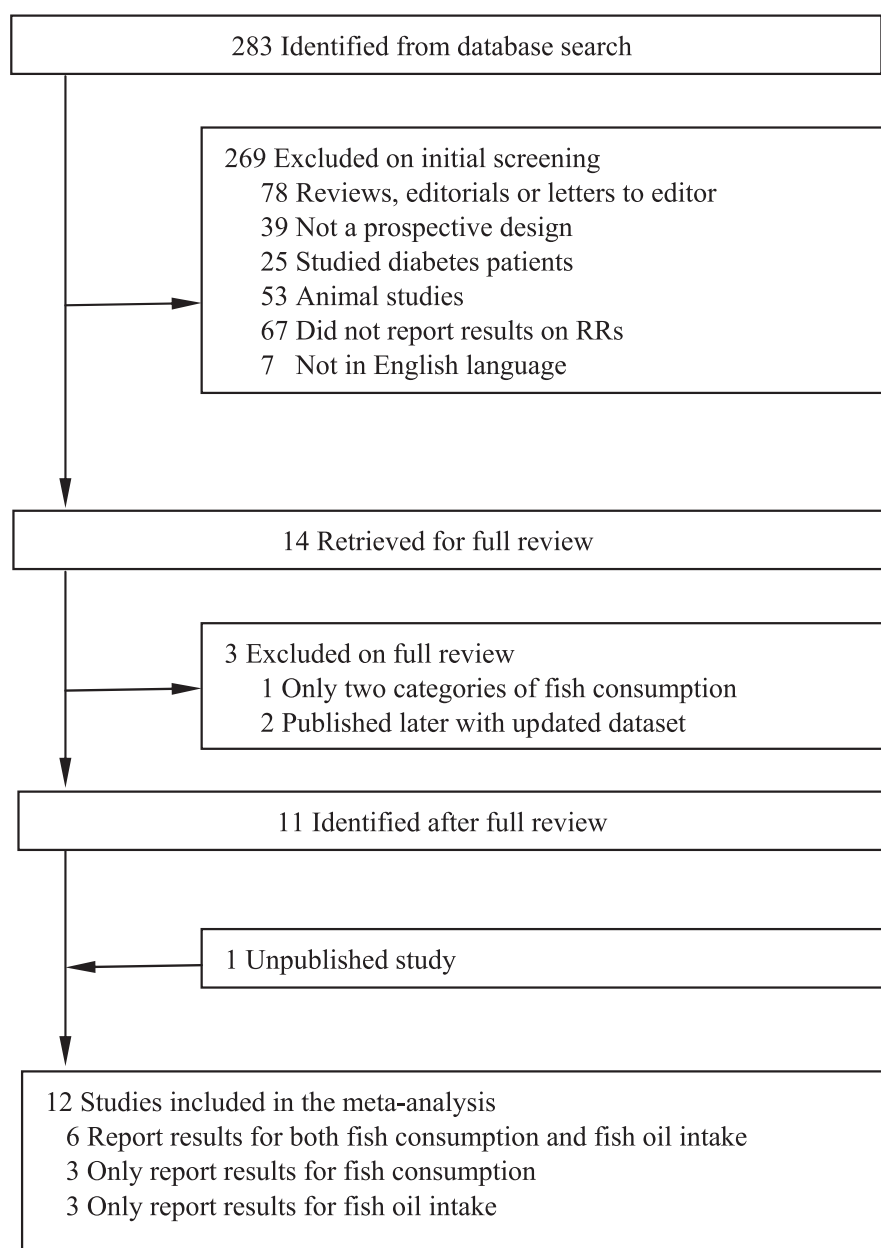 283 Identified from database search
269 Excluded on initial screening
78 Reviews, editorials or letters to editor
39 Not a prospective design
25 Studied diabetes patients
53 Animal studies
67 Did not report results on RRs
7 Not in English language
14 Retrieved for full review
3 Excluded on full review
1 Only two categories of fish consumption
2 Published later with updated dataset
11 Identified after full review
1 Unpublished study
12 Studies included in the meta-analysis
6 Report results for both fish consumption and fish oil intake
3 Only report results for fish consumption
3 Only report results for fish oil intake